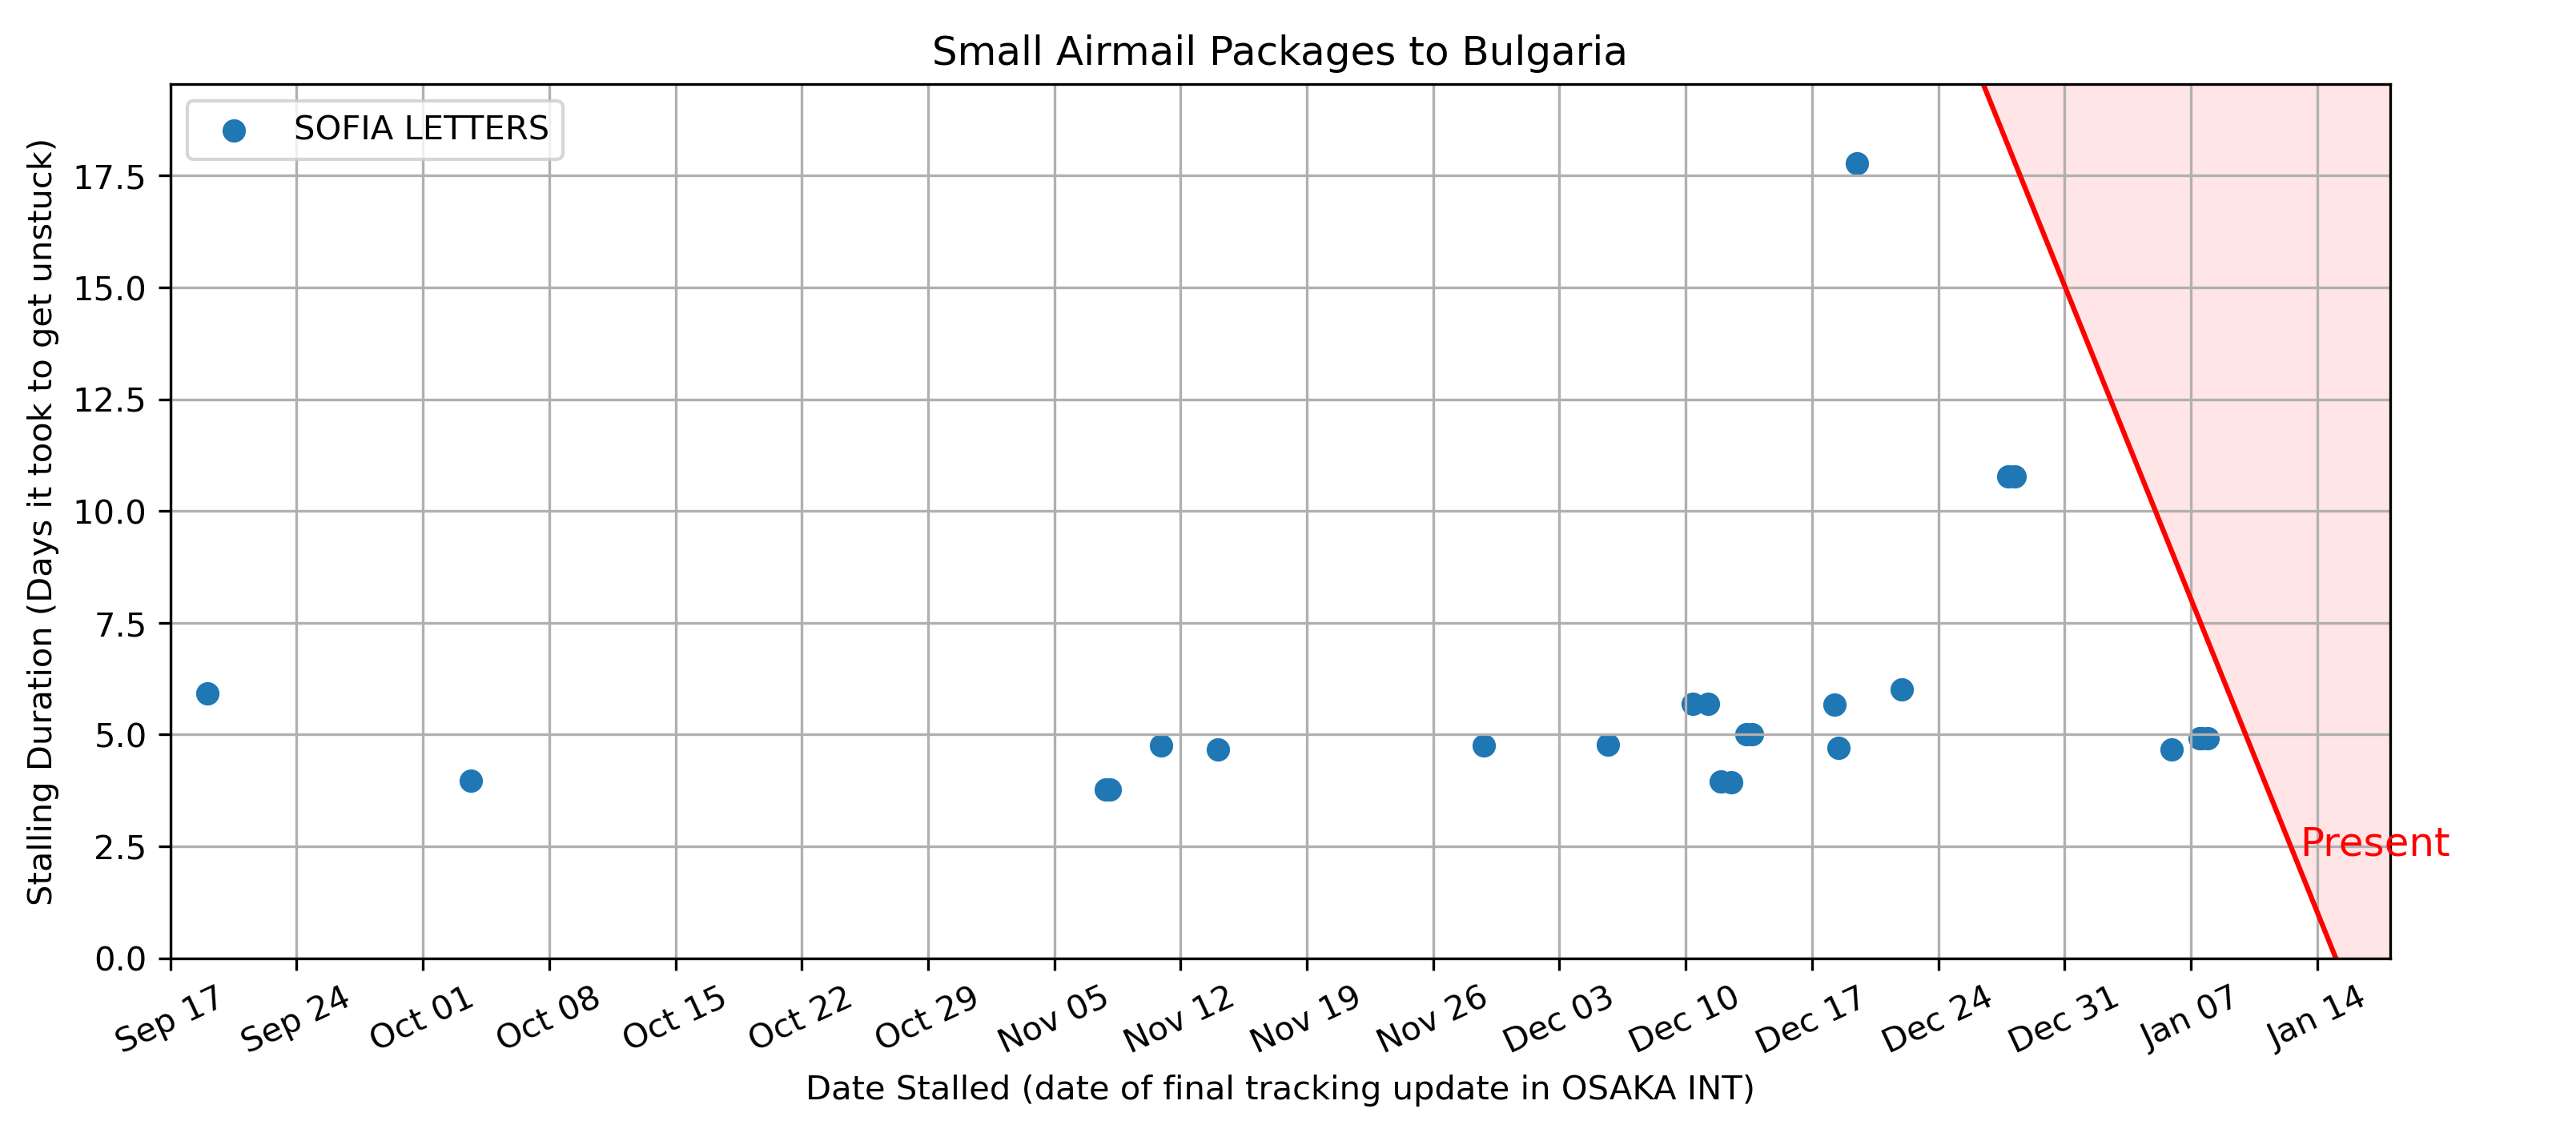 Small Airmail Packages to Bulgaria
SOFIA LETTERS
Stalling Duration (Days it took to get unstuck)
17.5
15.0
12.5
10.0
7.5
5.0
2.5
0.0
Present
Sep 17
Sep 24
Oct 01
Oct 08
Oct 15
Oct 22
Oct 29
Nov 05
Nov 12
Nov 19
Nov 26
Dec 03
Dec 10
Dec 17
Dec 24
Dec 31
Jan 07
Jan 14
Date Stalled (date of final tracking update in OSAKA INT)